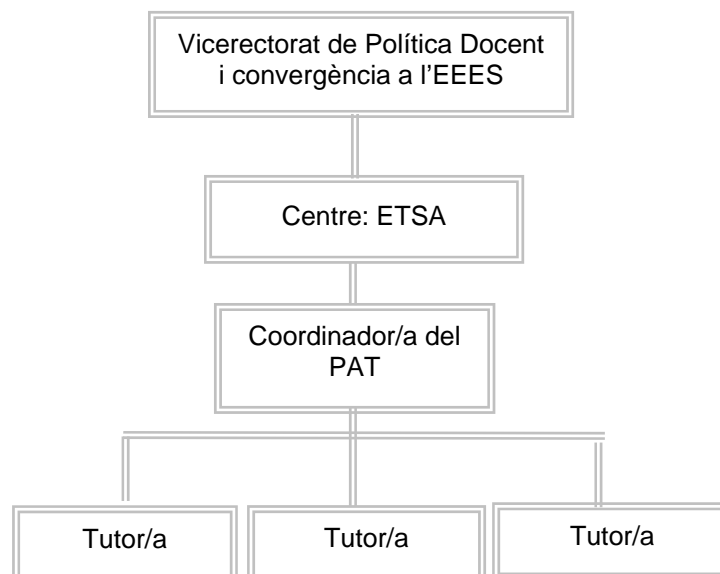 Vicerectorat de Política Docent
i convergència a l'EEES
Centre: ETSA
Coordinador/a del
PAT
Tutor/a
Tutor/a
Tutor/a